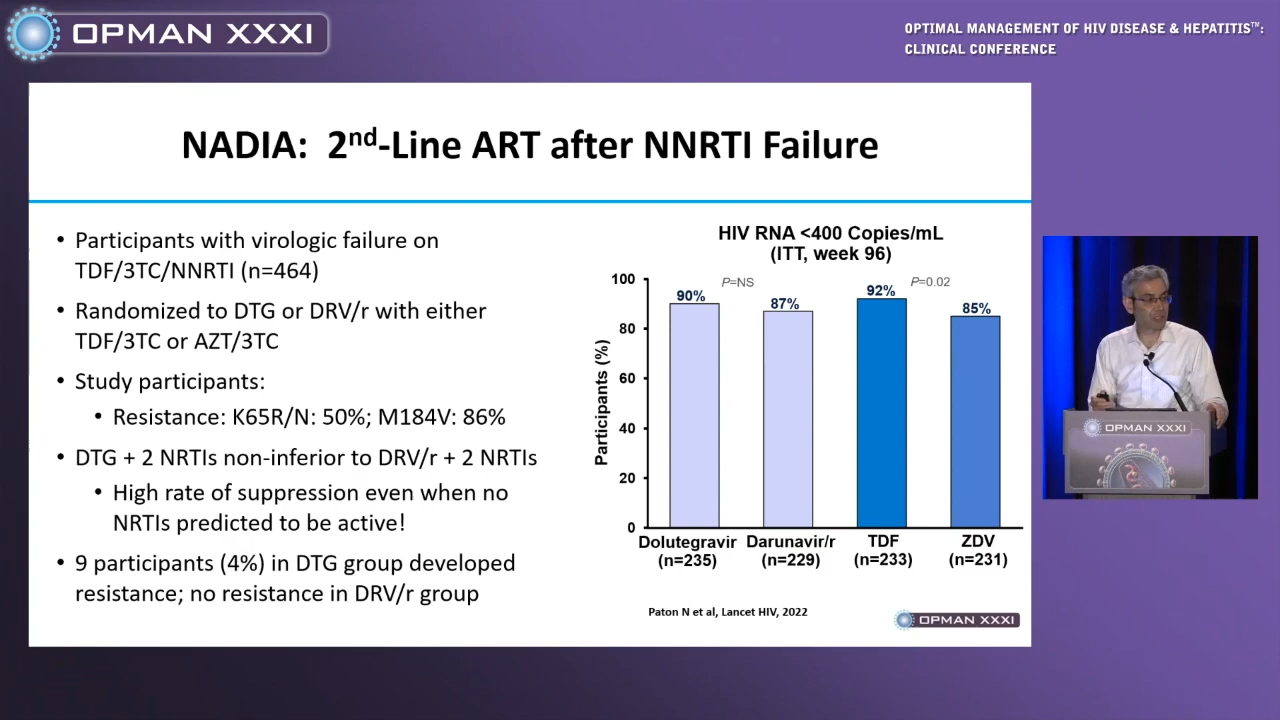 OPMAN XXXI
OPTIMAL MANAGEMENT OF HIV DISEASE & HEPATITIS™:
CLINICAL CONFERENCE
NADIA: 2nd-Line ART after NNRTI Failure
• Participants with virologic failure on
TDF/3TC/NNRTI (n=464)
• Randomized to DTG or DRV/r with either
TDF/3TC or AZT/3TC
• Study participants:
• Resistance: K65R/N: 50%; M184V: 86%
• DTG + 2 NRTIs non-inferior to DRV/r + 2 NRTIs
• High rate of suppression even when no
NRTIs predicted to be active!
• 9 participants (4%) in DTG group developed
resistance; no resistance in DRV/r group
HIV RNA <400 Copies/mL
(ITT, week 96)
Participants (%)
100
80
60
40
20
0
P=NS
P=0.02
90%
87%
92%
85%
Dolutegravir Darunavir/r TDF ZDV
(n=235) (n=229) (n=233) (n=231)
Paton N et al, Lancet HIV, 2022
OPMAN XXXI
OPMAN XXXI